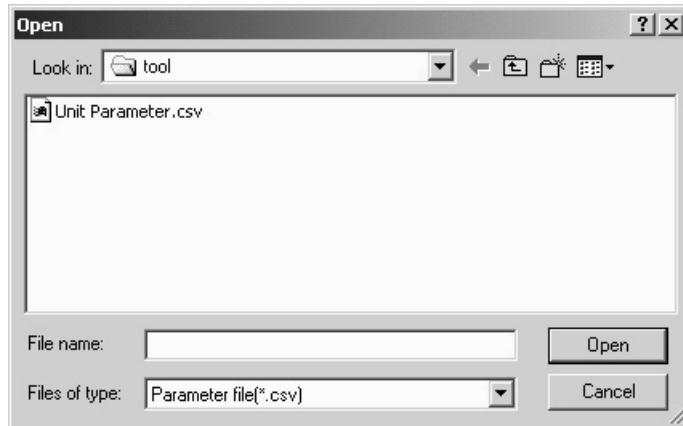 Open
Look in: tool
Unit Parameter.csv
File name:
Open
Files of type: Parameter file(*.csv)
Cancel